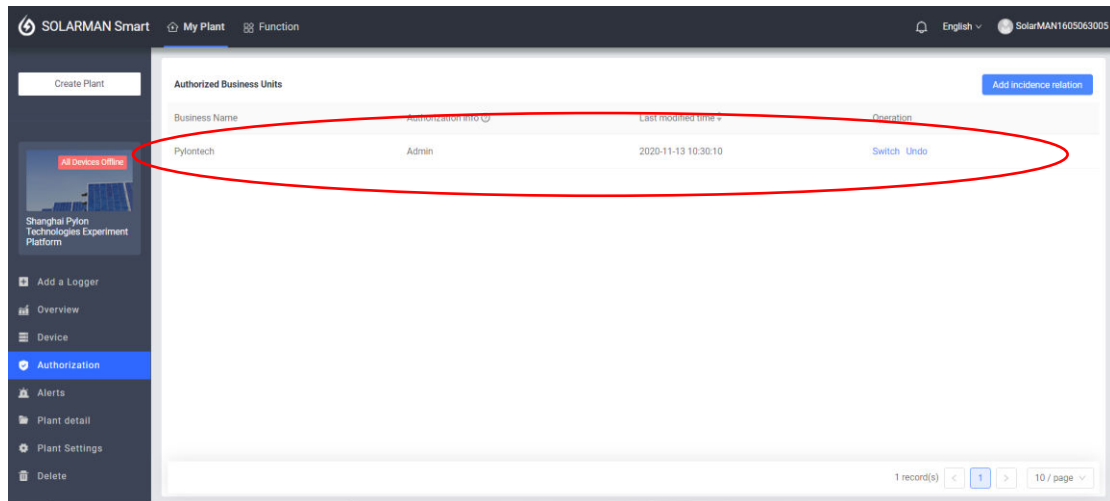 SOLARMAN Smart My Plant Function English SolarMAN1605063005
Create Plant
All Devices Offline
Shanghai Pylon
Technologies Experiment
Platform
Add a Logger
Overview
Device
Authorization
Alerts
Plant detail
Plant Settings
Delete
Authorized Business Units Add incidence relation
Business Name Authorization Info Last modified time Operation
Pylontech Admin 2020-11-13 10:30:10 Switch Undo
1 record(s) < 1 > 10 / page